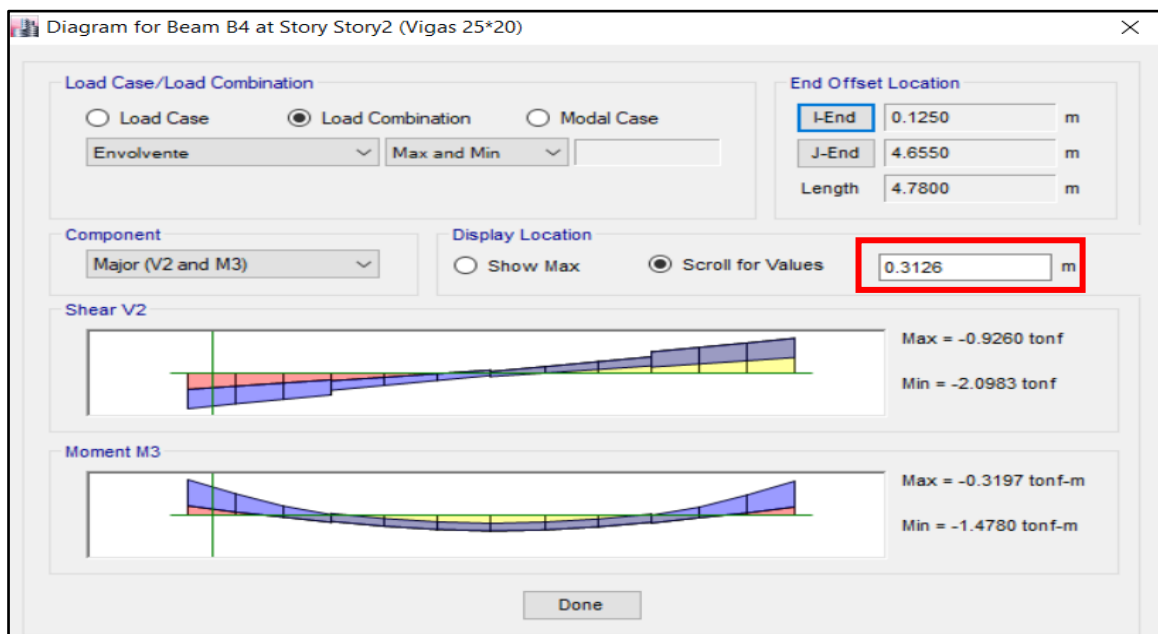 Diagram for Beam B4 at Story Story2 (Vigas 25*20)
Load Case/Load Combination
Load Case Load Combination Modal Case
Envolvente Max and Min
End Offset Location
I-End 0.1250 m
J-End 4.6550 m
Length 4.7800 m
Component
Major (V2 and M3)
Display Location
Show Max Scroll for Values 0.3126 m
Shear V2
Max = -0.9260 tonf
Min = -2.0983 tonf
Moment M3
Max = -0.3197 tonf-m
Min = -1.4780 tonf-m
Done